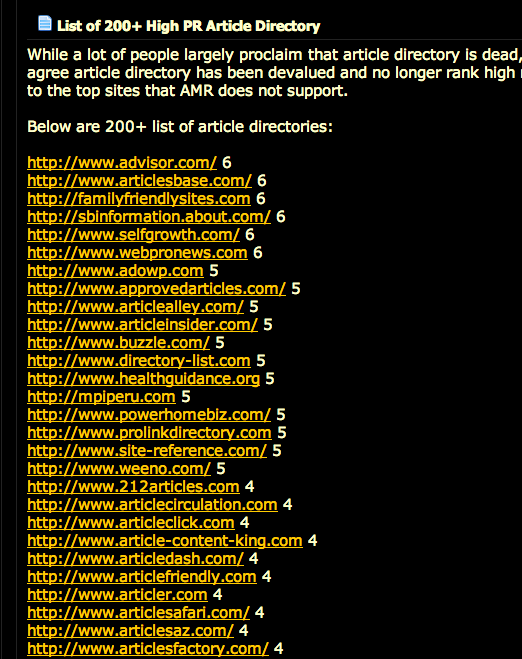 List of 200+ High PR Article Directory
While a lot of people largely proclaim that article directory is dead,
agree article directory has been devalued and no longer rank high
to the top sites that AMR does not support.
Below are 200+ list of article directories:
http://www.advisor.com/ 6
http://www.articlesbase.com/ 6
http://familyfriendlysites.com 6
http://sbinformation.about.com/ 6
http://www.selfgrowth.com/ 6
http://www.webpronews.com 6
http://www.adowp.com 5
http://www.approvedarticles.com/ 5
http://www.articlealley.com/ 5
http://www.articleinsider.com/ 5
http://www.buzzle.com/ 5
http://www.directory-list.com 5
http://www.healthguidance.org 5
http://mpiperu.com 5
http://www.powerhomebiz.com/ 5
http://www.prolinkdirectory.com 5
http://www.site-reference.com/ 5
http://www.weeno.com/ 5
http://www.212articles.com 4
http://www.articlecirculation.com 4
http://www.articleclick.com 4
http://www.article-content-king.com 4
http://www.articledash.com/ 4
http://www.articlefriendly.com 4
http://www.articler.com 4
http://www.articlesafari.com/ 4
http://www.articlesaz.com/ 4
http://www.articlesfactory.com/ 4